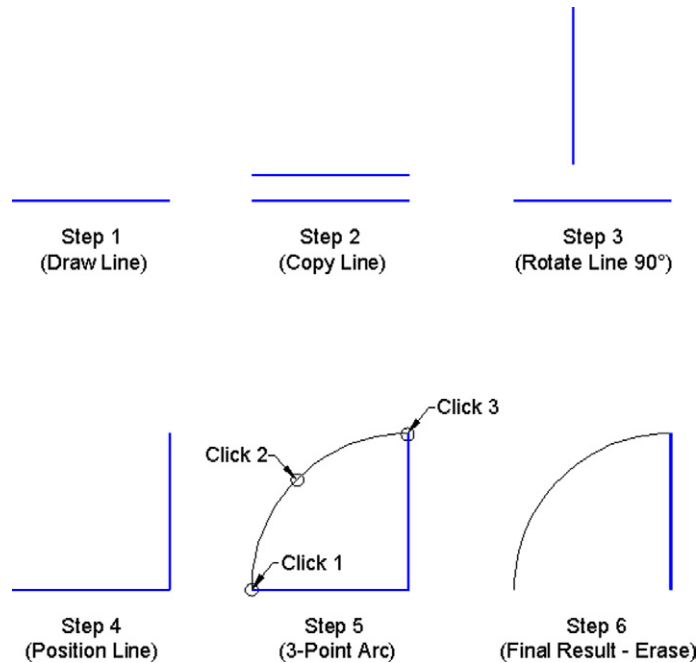 Step 1
(Draw Line)
Step 2
(Copy Line)
Step 3
(Rotate Line 90°)
Click 3
Click 2
Click 1
Step 4
(Position Line)
Step 5
(3-Point Arc)
Step 6
(Final Result - Erase)